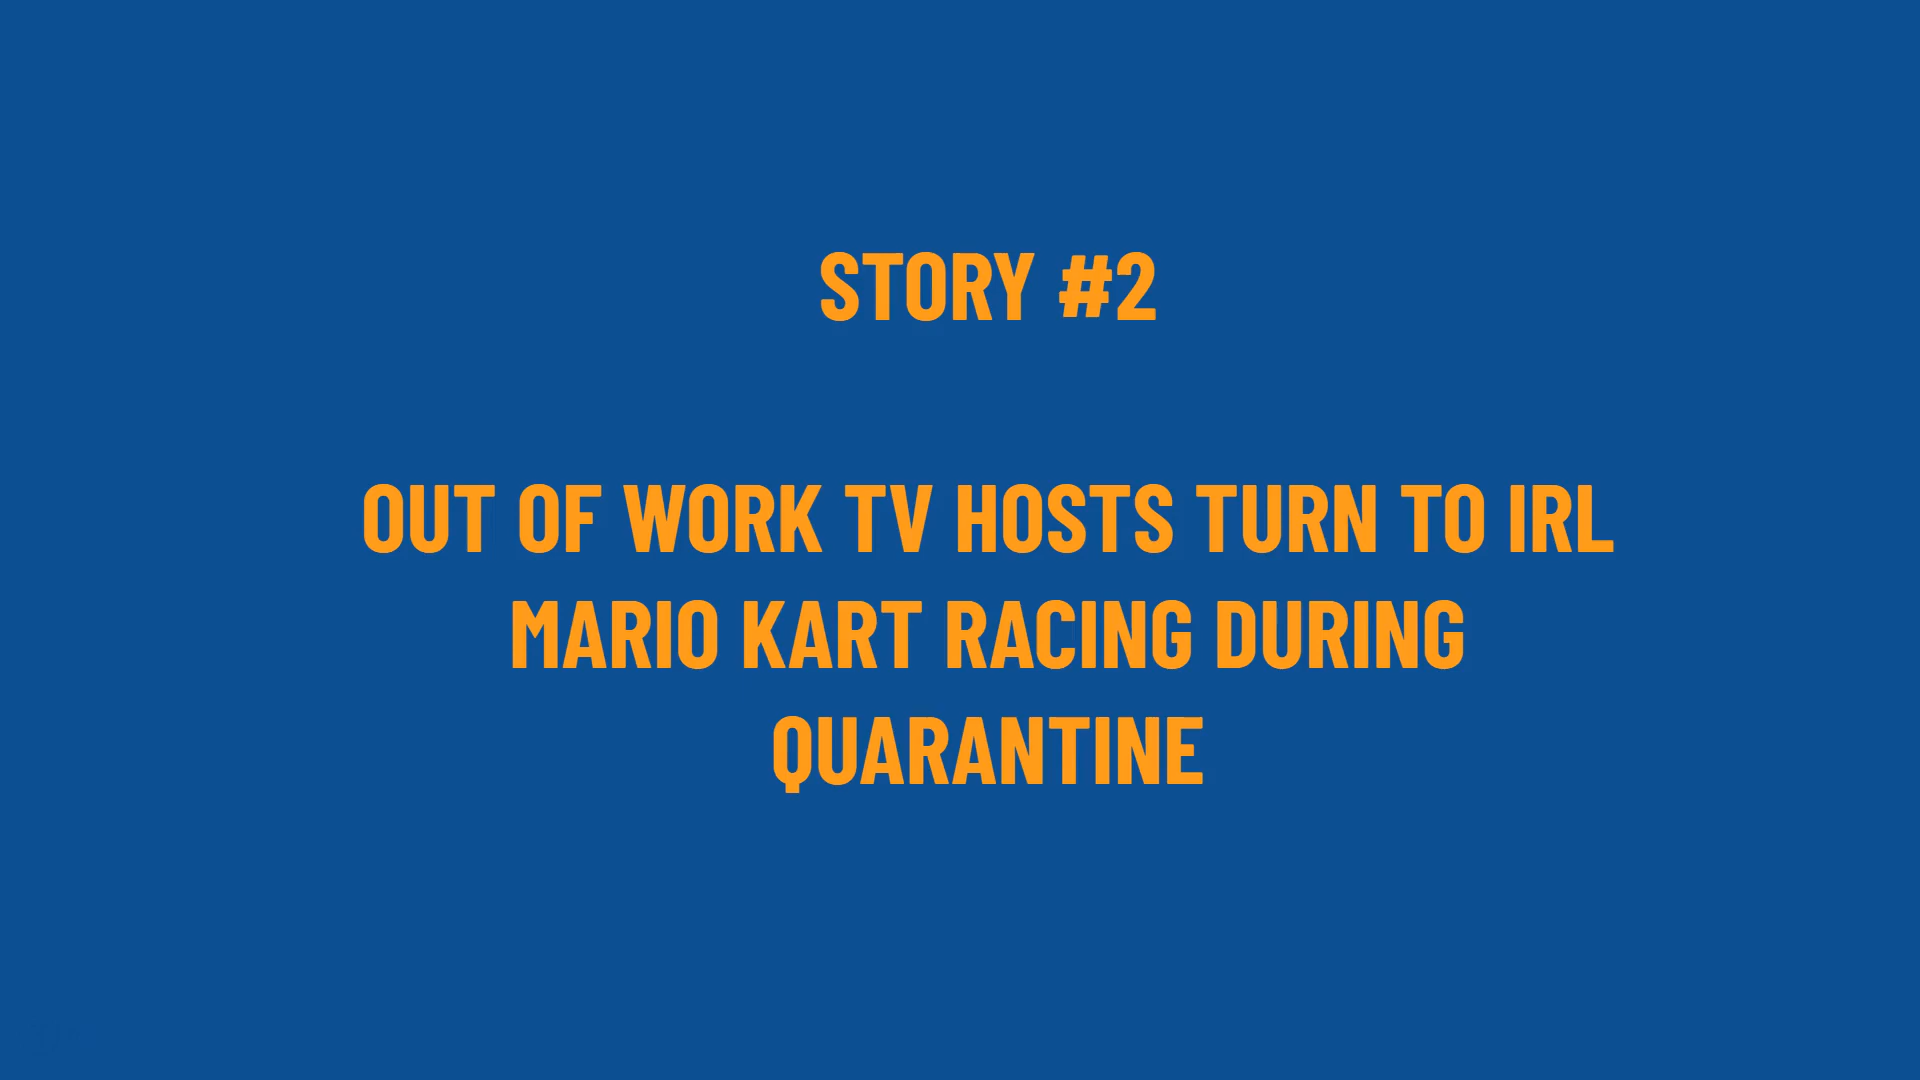 STORY #2
OUT OF WORK TV HOSTS TURN TO IRL
MARIO KART RACING DURING
QUARANTINE